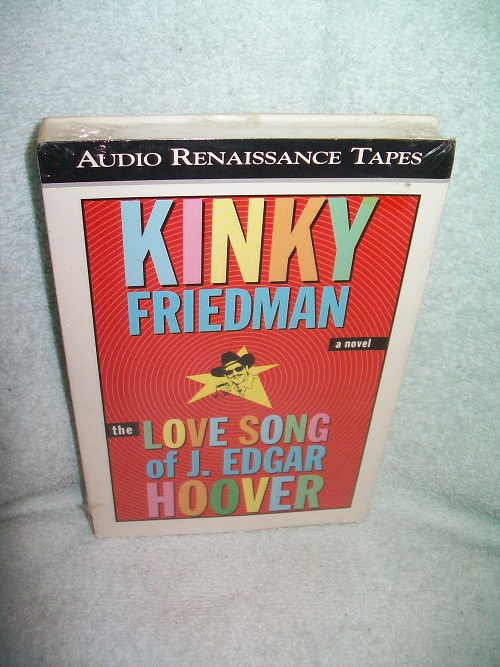 AUDIO RENAISSANCE TAPES
KINKY
FRIEDMAN
a novel
the LOVE SONG
of J. EDGAR
HOOVER